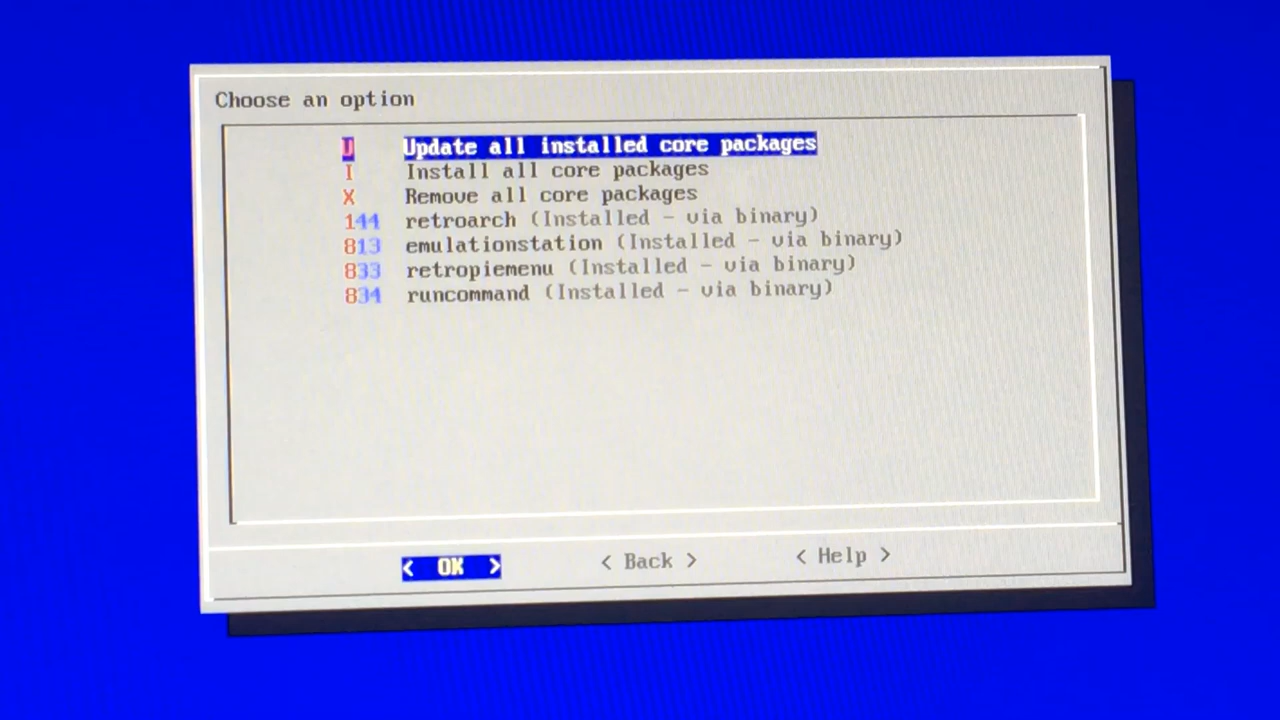 Choose an option
U Update all installed core packages
I Install all core packages
X Remove all core packages
144 retroarch (Installed - via binary)
813 emulationstation (Installed - via binary)
833 retropiemenu (Installed - via binary)
834 runcommand (Installed - via binary)
< OK > < Back > < Help >